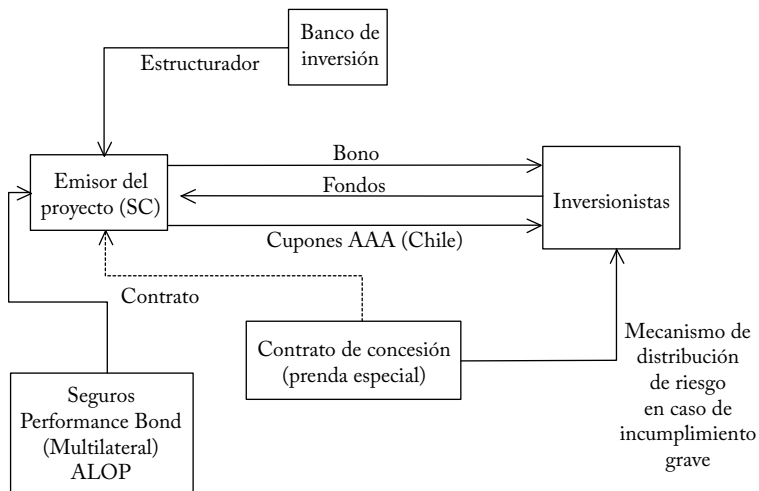 Banco de
inversión
Estructurador
Bono
Emisor del
proyecto (SC)
Fondos
Inversionistas
Cupones AAA (Chile)
Contrato
Contrato de concesión
(prenda especial)
Mecanismo de
distribución
de riesgo
en caso de
incumplimiento
grave
Seguros
Performance Bond
(Multilateral)
ALOP